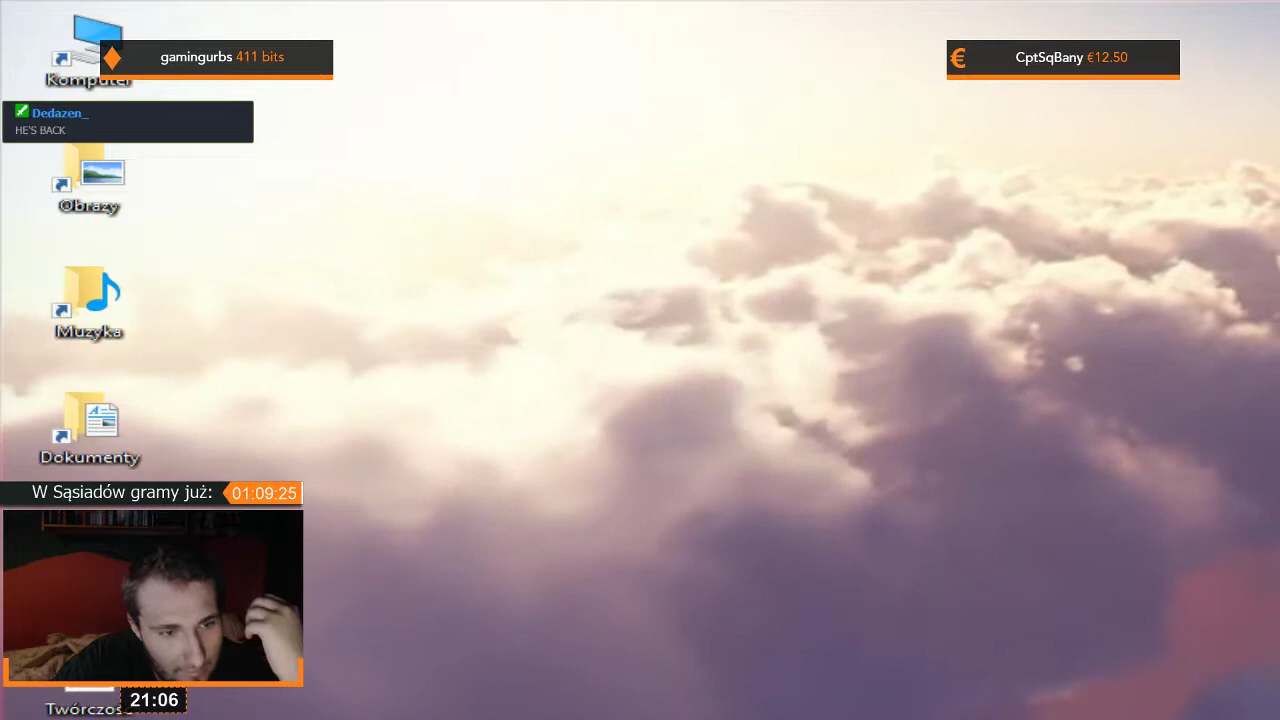 Komputer
gamingurbs 411 bits
€ CptSqBany €12.50
Dedazen_
HE'S BACK
Obrazy
Muzyka
Dokumenty
W Sąsiadów gramy już: 01:09:25
21:06